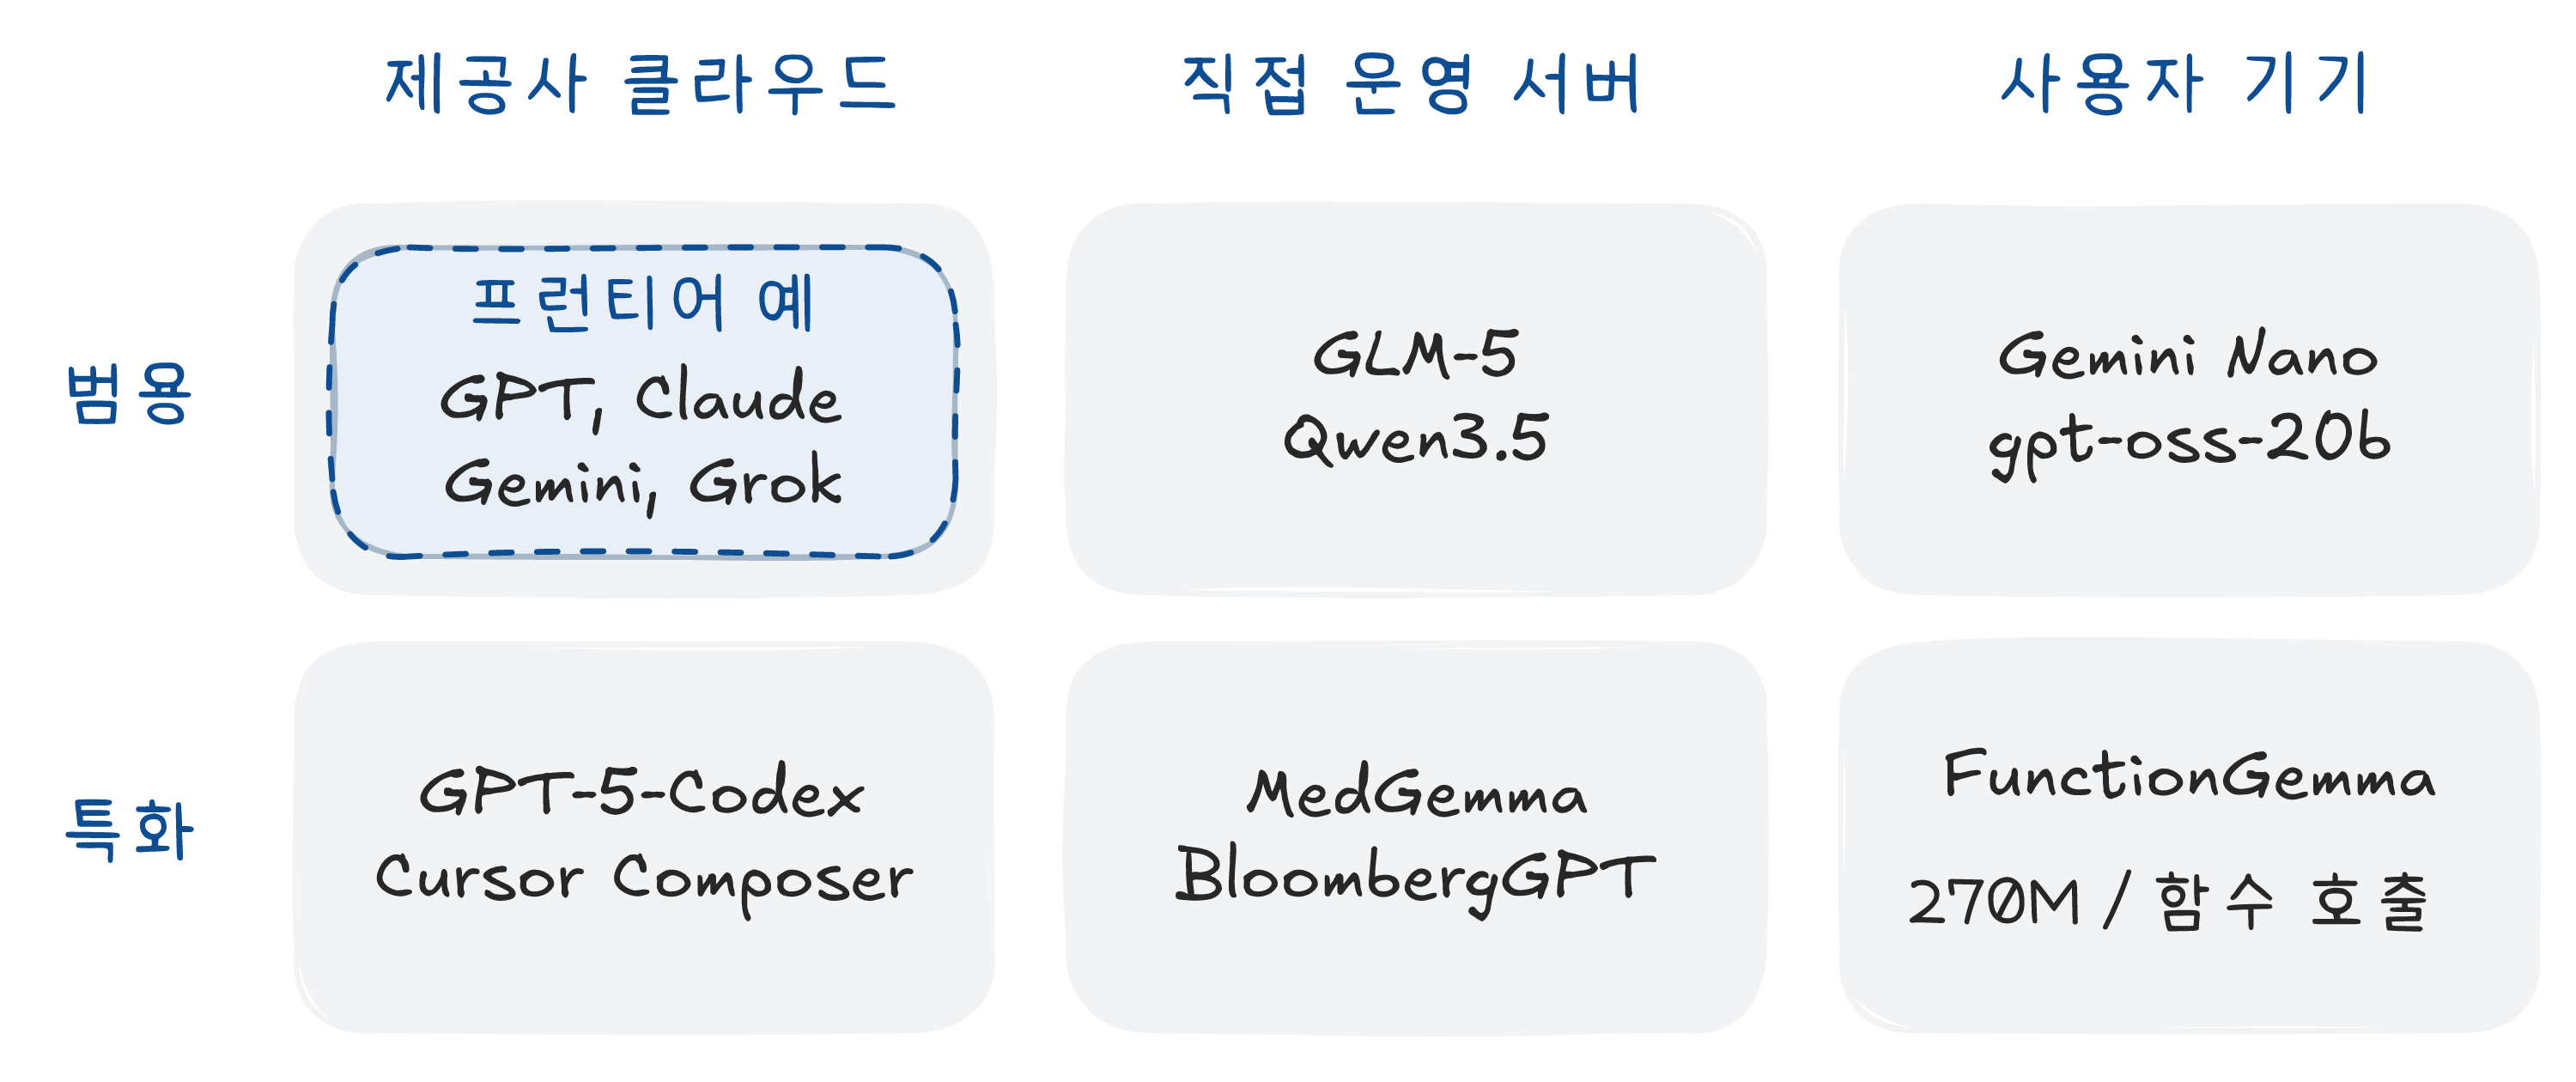 제공사 클라우드
직접 운영 서버
사용자 기기
범용
프런티어 예
GPT, Claude
Gemini, Grok
GLM-5
Qwen3.5
Gemini Nano
gpt-oss-20b
특화
GPT-5-Codex
Cursor Composer
MedGemma
BloombergGPT
FunctionGemma
270M / 함수 호출